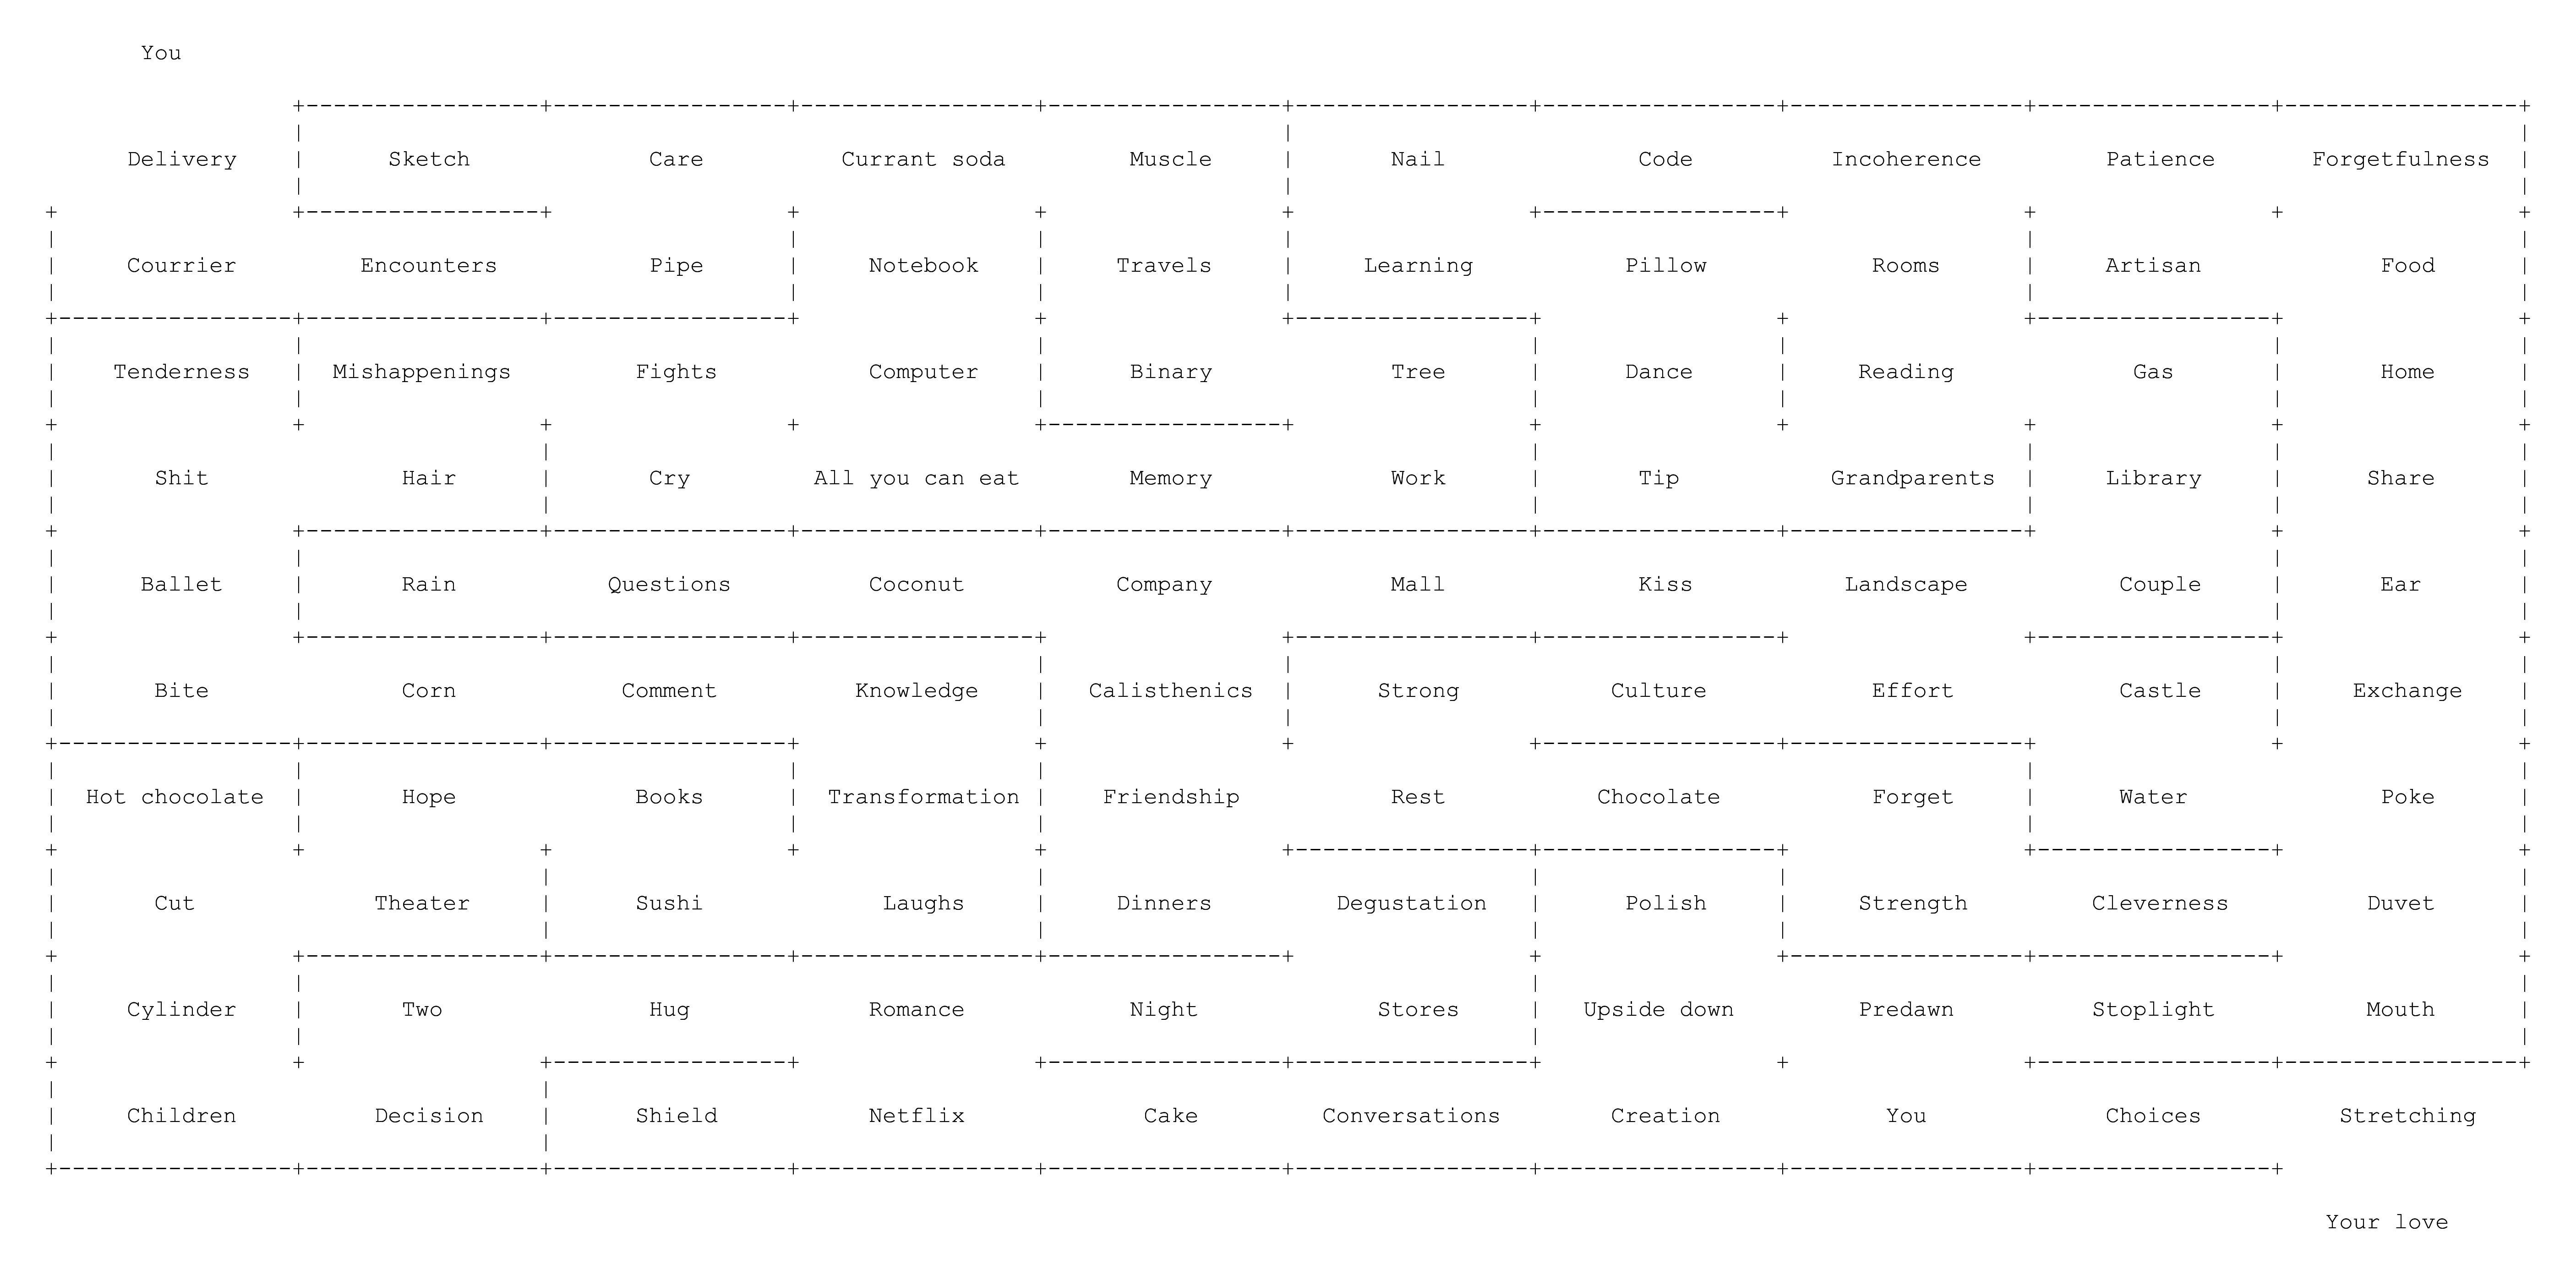 You
Delivery Sketch Care Currant soda Muscle Nail Code Incoherence Patience Forgetfulness
Courrier Encounters Pipe Notebook Travels Learning Pillow Rooms Artisan Food
Tenderness Mishappenings Fights Computer Binary Tree Dance Reading Gas Home
Shit Hair Cry All you can eat Memory Work Tip Grandparents Library Share
Ballet Rain Questions Coconut Company Mall Kiss Landscape Couple Ear
Bite Corn Comment Knowledge Calisthenics Strong Culture Effort Castle Exchange
Hot chocolate Hope Books Transformation Friendship Rest Chocolate Forget Water Poke
Cut Theater Sushi Laughs Dinners Degustation Polish Strength Cleverness Duvet
Cylinder Two Hug Romance Night Stores Upside down Predawn Stoplight Mouth
Children Decision Shield Netflix Cake Conversations Creation You Choices Stretching
Your love